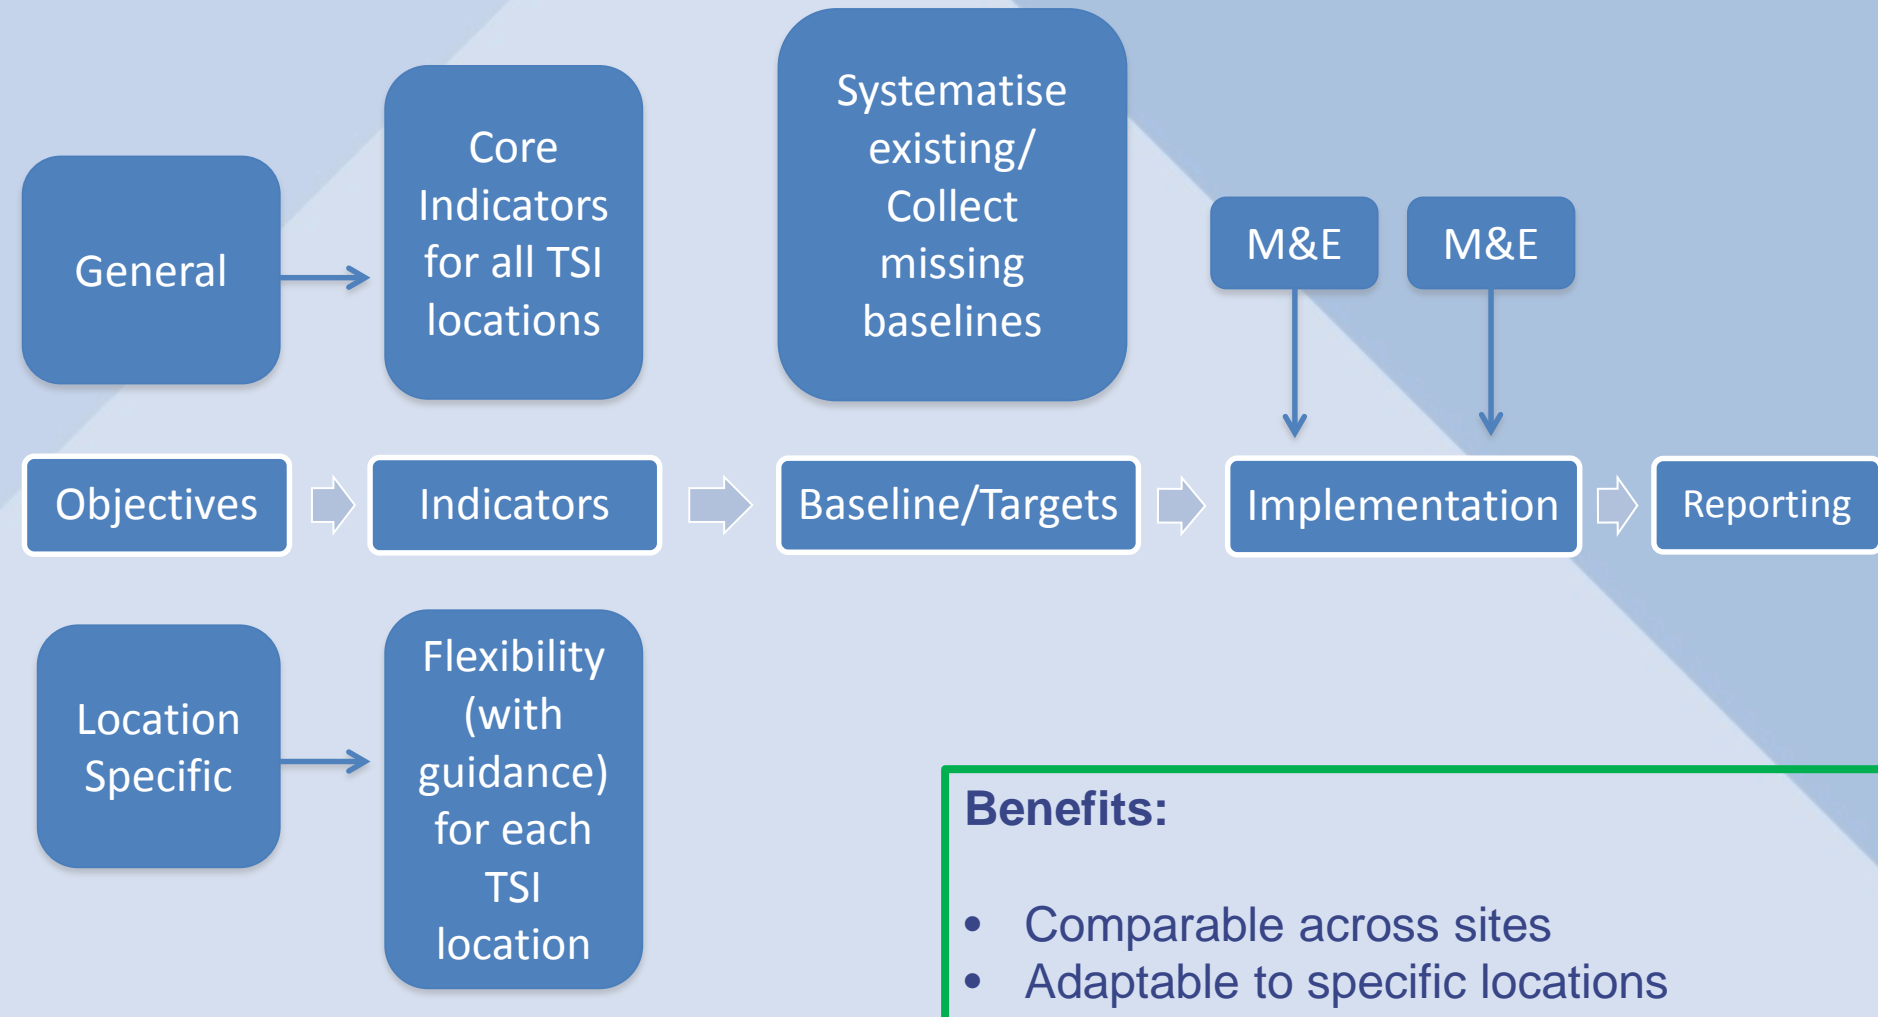 General
Core
Indicators
for all TSI
locations
Systematise
existing/
Collect
missing
baselines
M&E
M&E
Objectives
Indicators
Baseline/Targets
Implementation
Reporting
Location
Specific
Flexibility
(with
guidance)
for each
TSI
location
Benefits:
• Comparable across sites
• Adaptable to specific locations